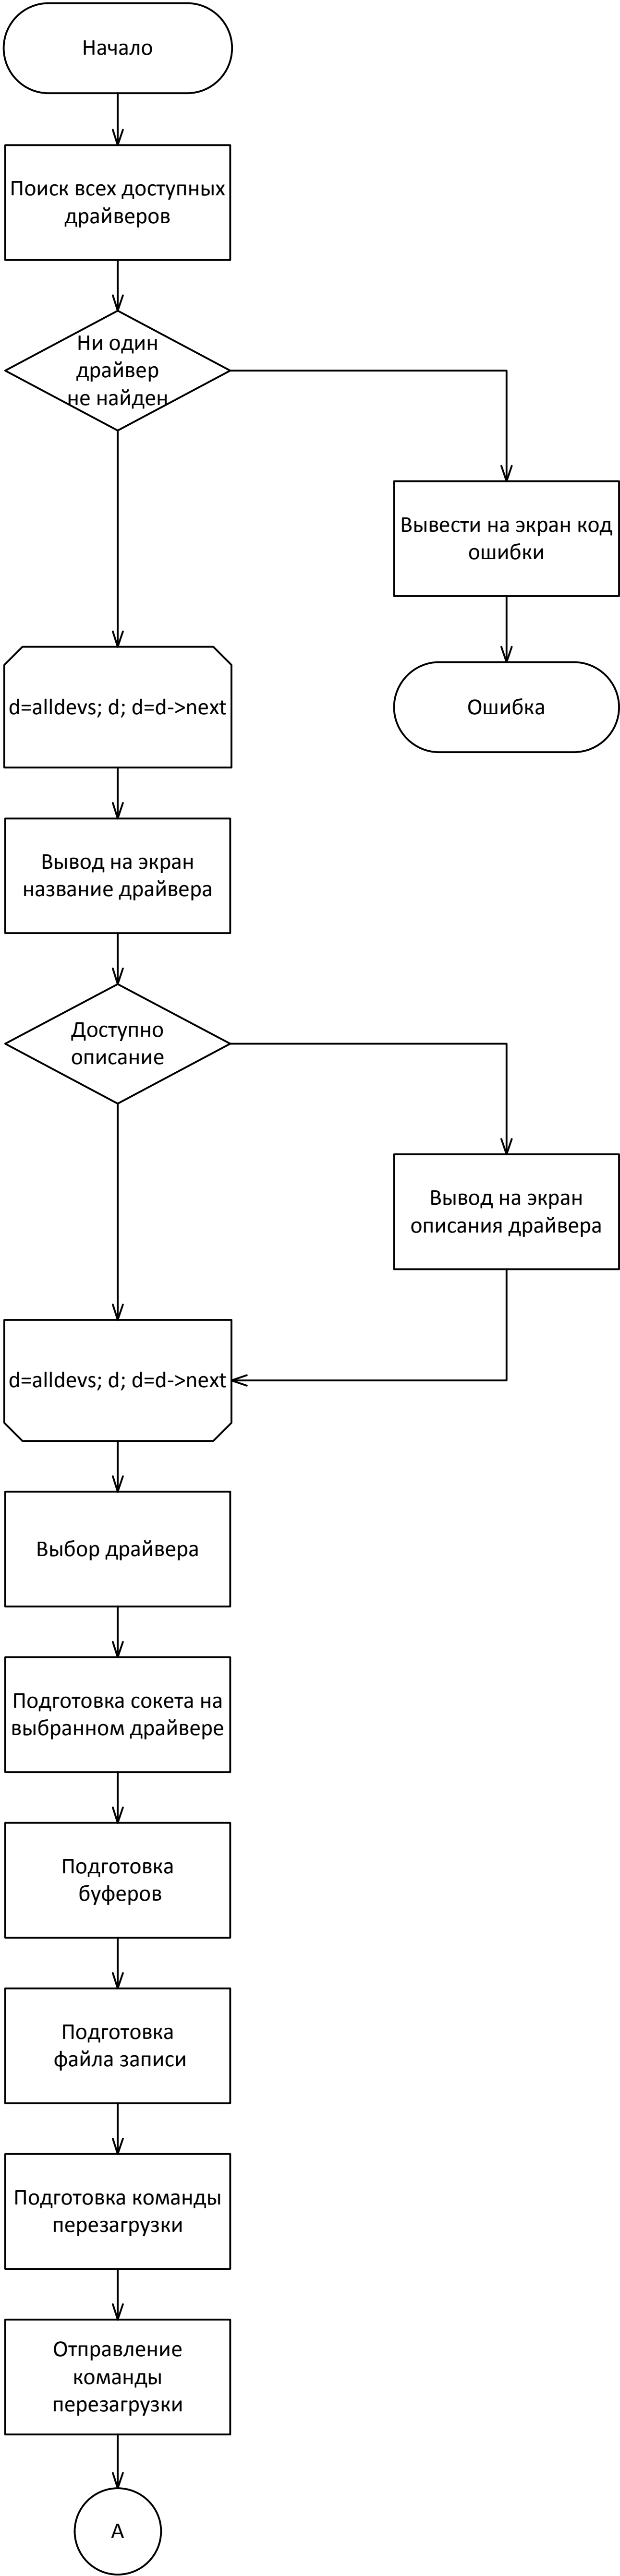 Начало
Поиск всех доступных
драйверов
Ни один
драйвер
не найден
Вывести на экран код
ошибки
Ошибка
d=alldevs; d; d=d->next
Вывод на экран
название драйвера
Доступно
описание
Вывод на экран
описания драйвера
d=alldevs; d; d=d->next
Выбор драйвера
Подготовка сокета на
выбранном драйвере
Подготовка
буферов
Подготовка
файла записи
Подготовка команды
перезагрузки
Отправление
команды
перезагрузки
А